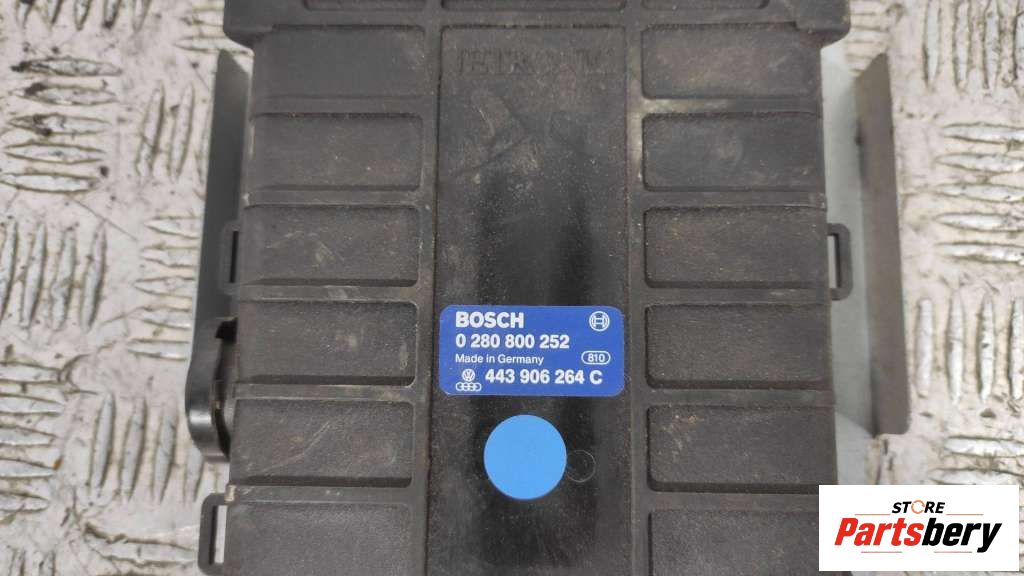 BOSCH
0 280 800 252
Made in Germany 810
443 906 264 C
STORE
Partsbery